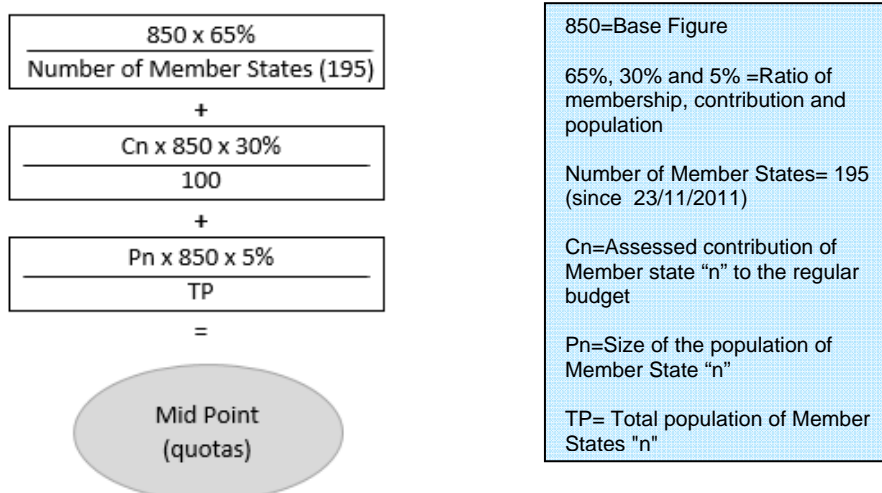 850 x 65%
Number of Member States (195)
+
Cn x 850 x 30%
100
+
Pn x 850 x 5%
TP
=
Mid Point
(quotas)
850=Base Figure
65%, 30% and 5% =Ratio of
membership, contribution and
population
Number of Member States= 195
(since 23/11/2011)
Cn=Assessed contribution of
Member state “n” to the regular
budget
Pn=Size of the population of
Member State “n”
TP= Total population of Member
States "n"